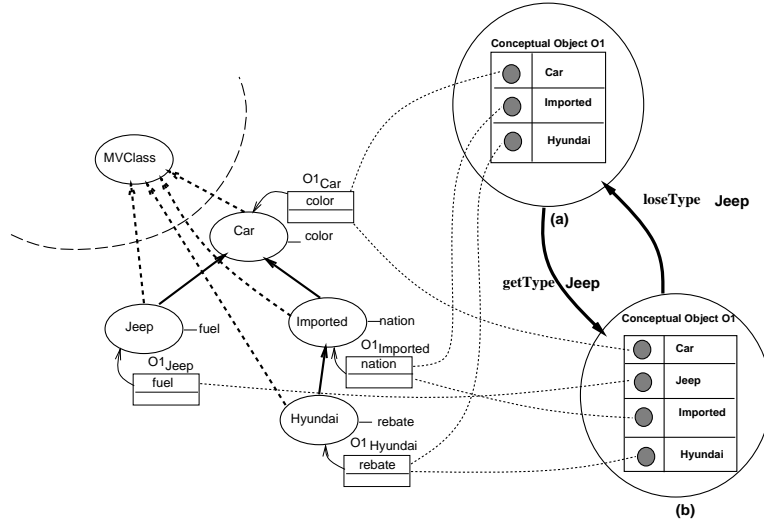 Conceptual Object O1
Car
Imported
Hyundai
(a)
MVClass
O1Car
color
Car
color
loseType Jeep
getType Jeep
Jeep
fuel
Imported
nation
O1Jeep
fuel
O1Imported
nation
Hyundai
rebate
O1Hyundai
rebate
Conceptual Object O1
Car
Jeep
Imported
Hyundai
(b)